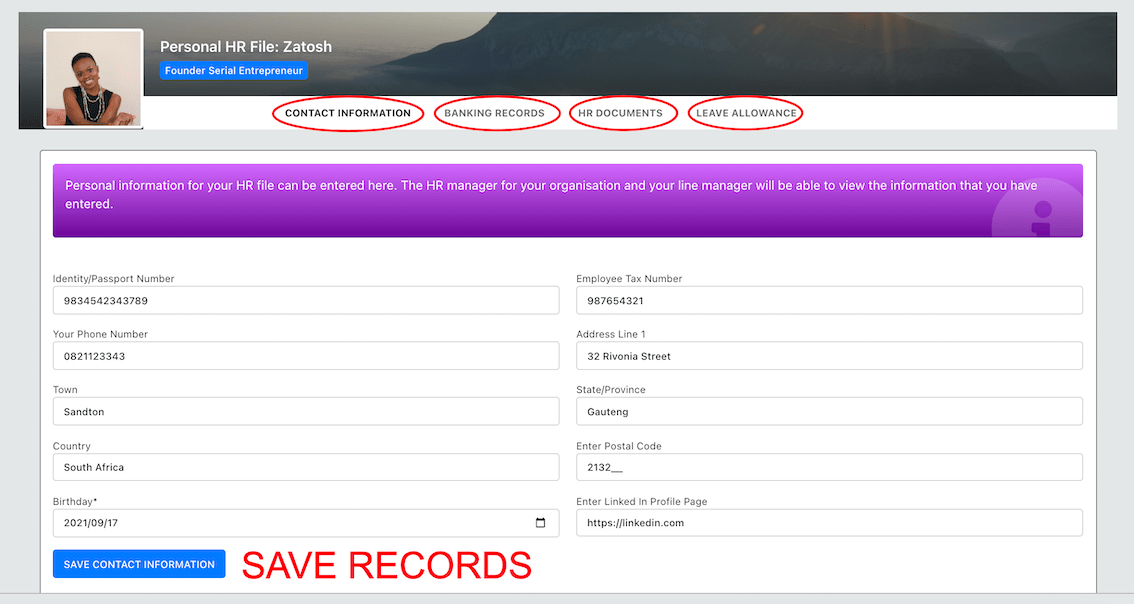 Personal HR File: Zatosh
Founder Serial Entrepreneur
CONTACT INFORMATION BANKING RECORDS HR DOCUMENTS LEAVE ALLOWANCE
Personal information for your HR file can be entered here. The HR manager for your organisation and your line manager will be able to view the information that you have
entered.
Identity/Passport Number Employee Tax Number
9834542343789 987654321
Your Phone Number Address Line 1
0821123343 32 Rivonia Street
Town State/Province
Sandton Gauteng
Country Enter Postal Code
South Africa 2132__
Birthday* Enter Linked In Profile Page
2021/09/17 https://linkedin.com
SAVE CONTACT INFORMATION SAVE RECORDS